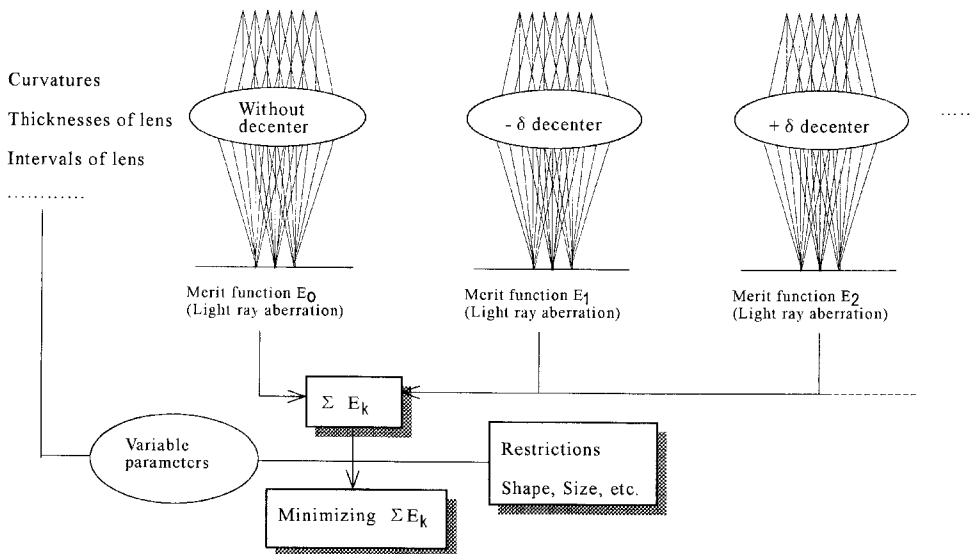 Curvatures
Thicknesses of lens
Intervals of lens
............
Without
decenter
- δ decenter
+ δ decenter
.....
Merit function E0
(Light ray aberration)
Merit function E1
(Light ray aberration)
Merit function E2
(Light ray aberration)
Σ Ek
Variable
parameters
Restrictions
Shape, Size, etc.
Minimizing ΣEk